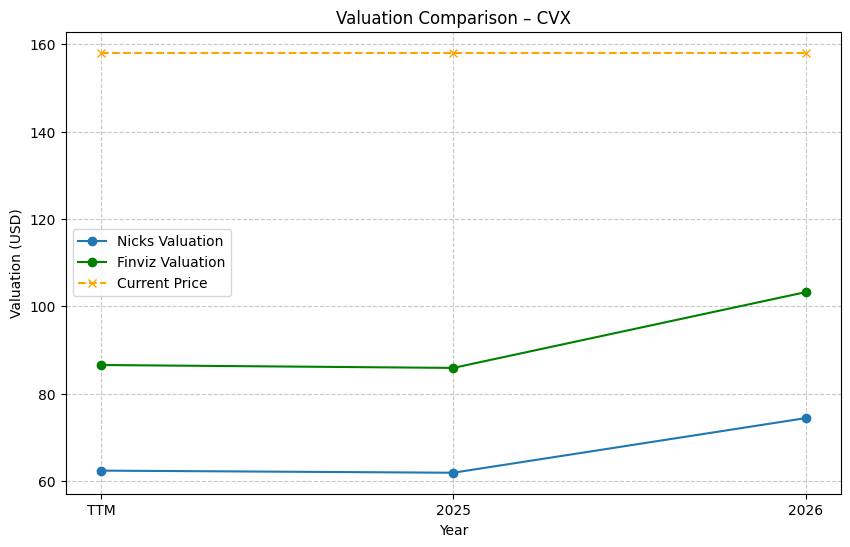 Valuation Comparison – CVX
Valuation (USD)
160
140
120
100
80
60
Nicks Valuation
Finviz Valuation
Current Price
TTM
2025
2026
Year